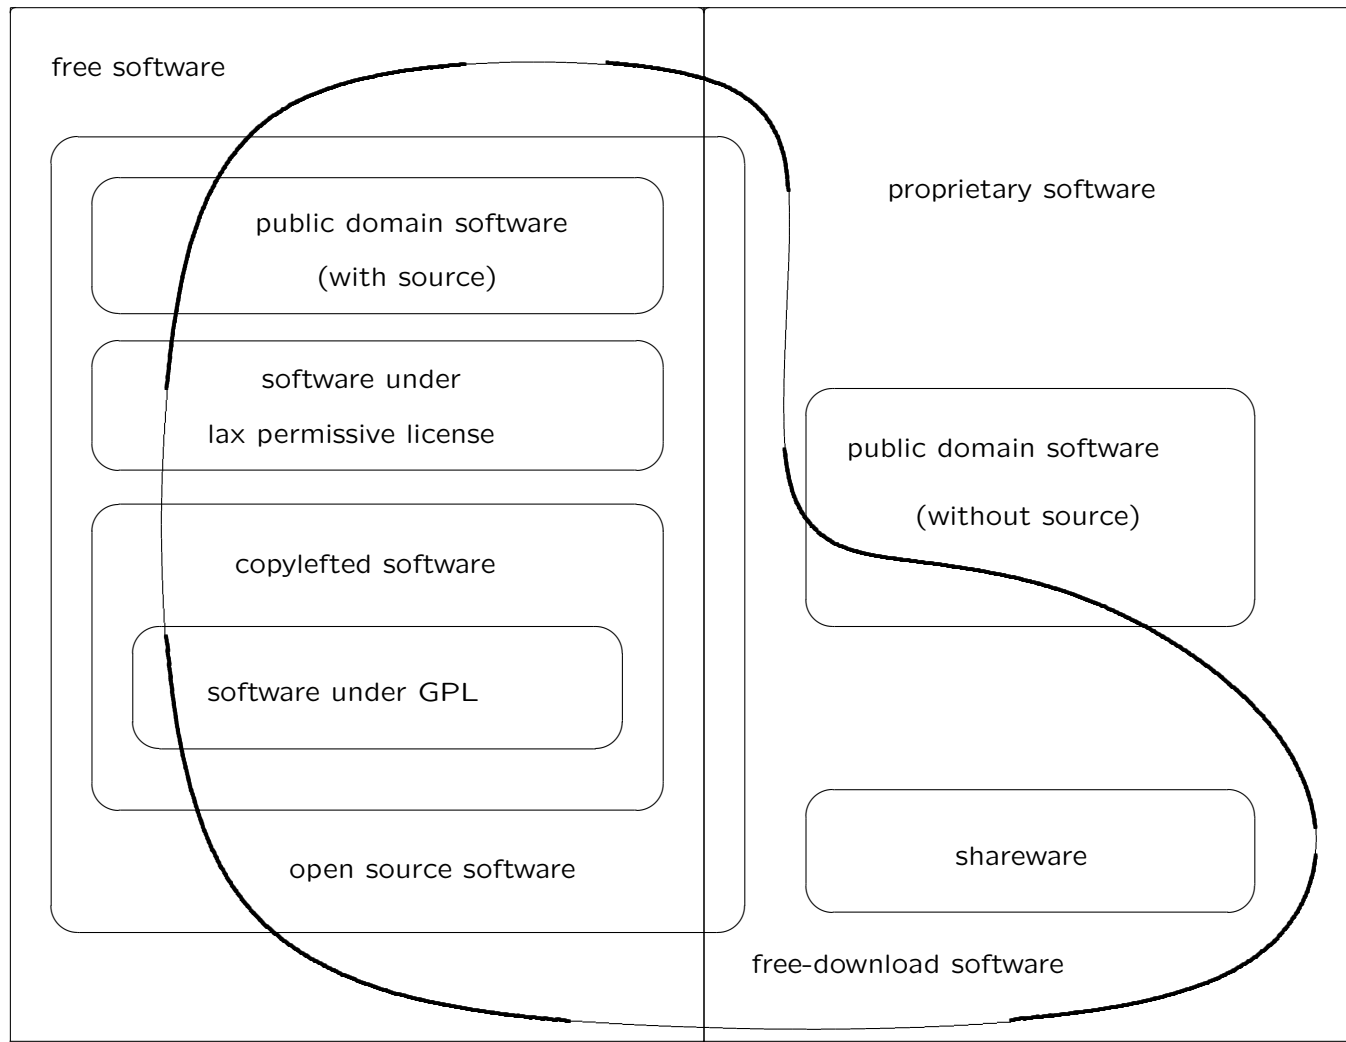 free software
proprietary software
public domain software
(with source)
software under
lax permissive license
public domain software
(without source)
copylefted software
software under GPL
shareware
open source software
free-download software